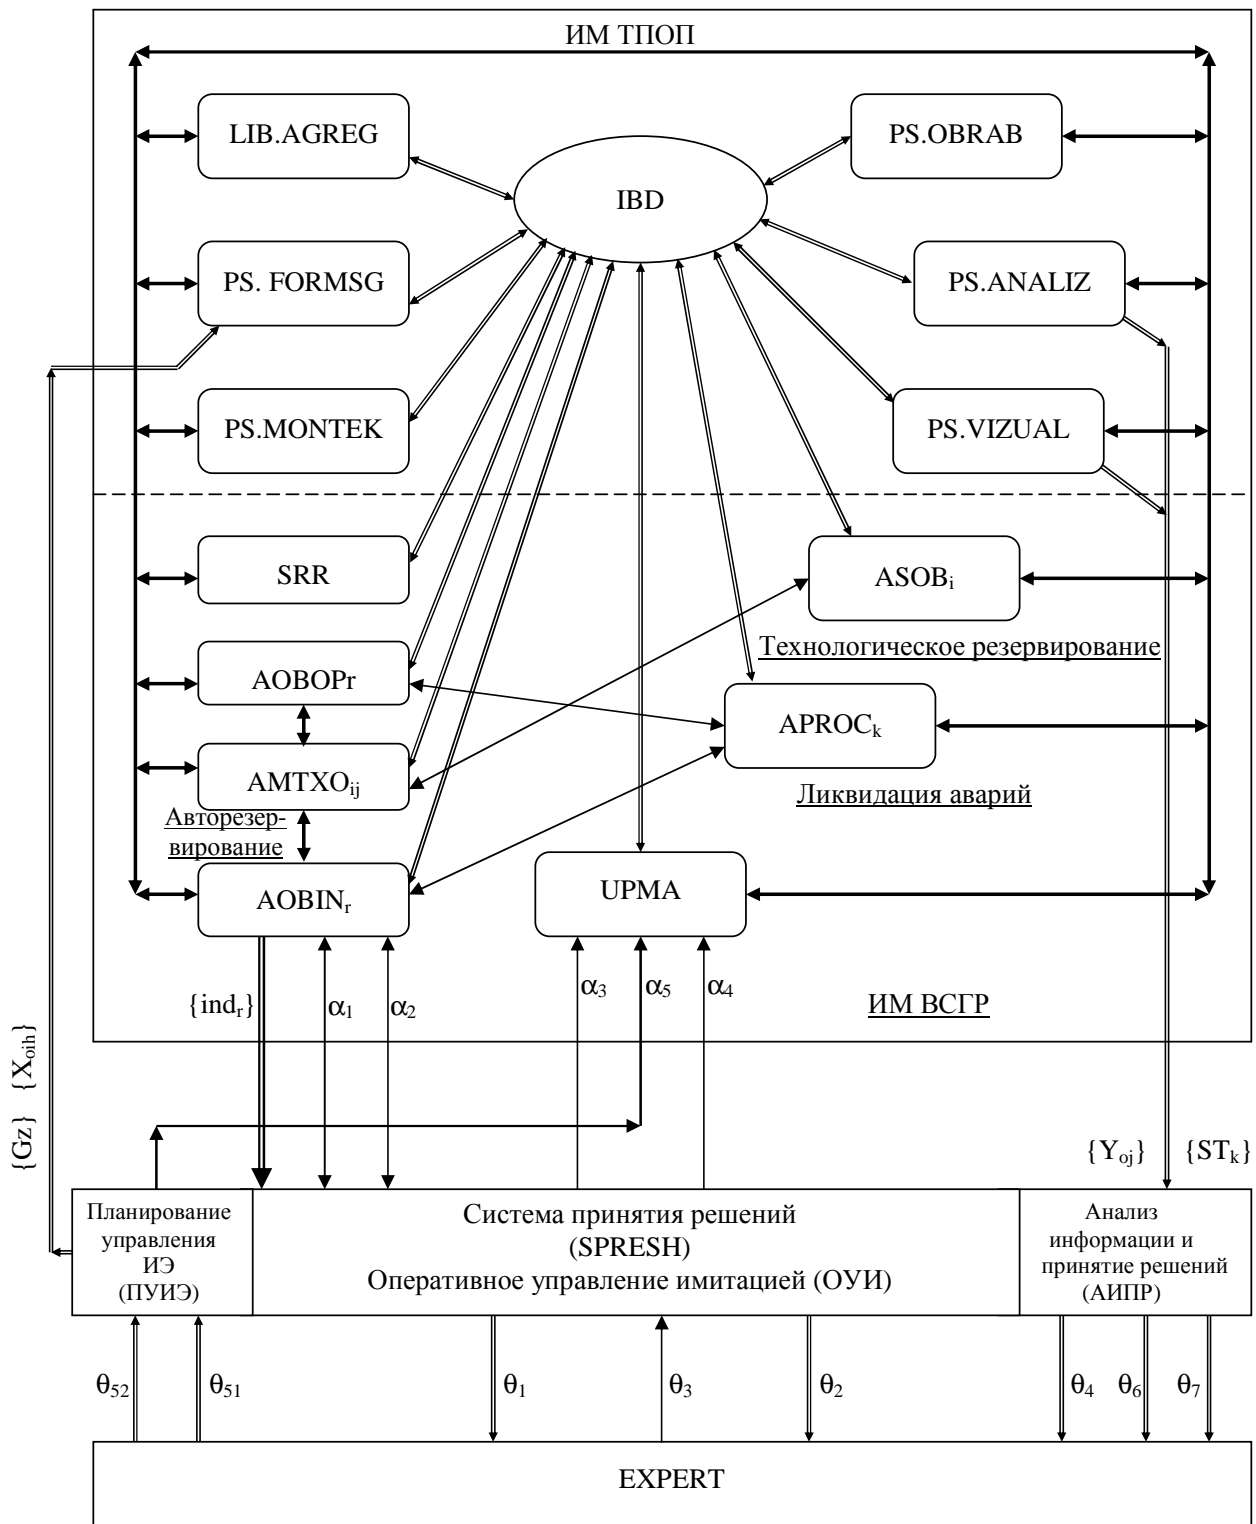 ИМ ТПОП
LIB.AGREG
PS.OBRAB
IBD
PS. FORMSG
PS.ANALIZ
PS.MONTEK
PS.VIZUAL
SRR
ASOBi
Технологическое резервирование
AOBOPr
APROCk
AMTXOij
Ликвидация аварий
Авторезер-
вирование
AOBINr
UPMA
{indr}
α1
α2
α3
α5
α4
ИМ ВСГР
{Gz} {Xoih}
{Yoj}
{STk}
Планирование
управления
ИЭ
(ПУИЭ)
Система принятия решений
(SPRESH)
Оперативное управление имитацией (ОУИ)
Анализ
информации и
принятие решений
(АИПР)
θ52
θ51
θ1
θ3
θ2
θ4
θ6
θ7
EXPERT